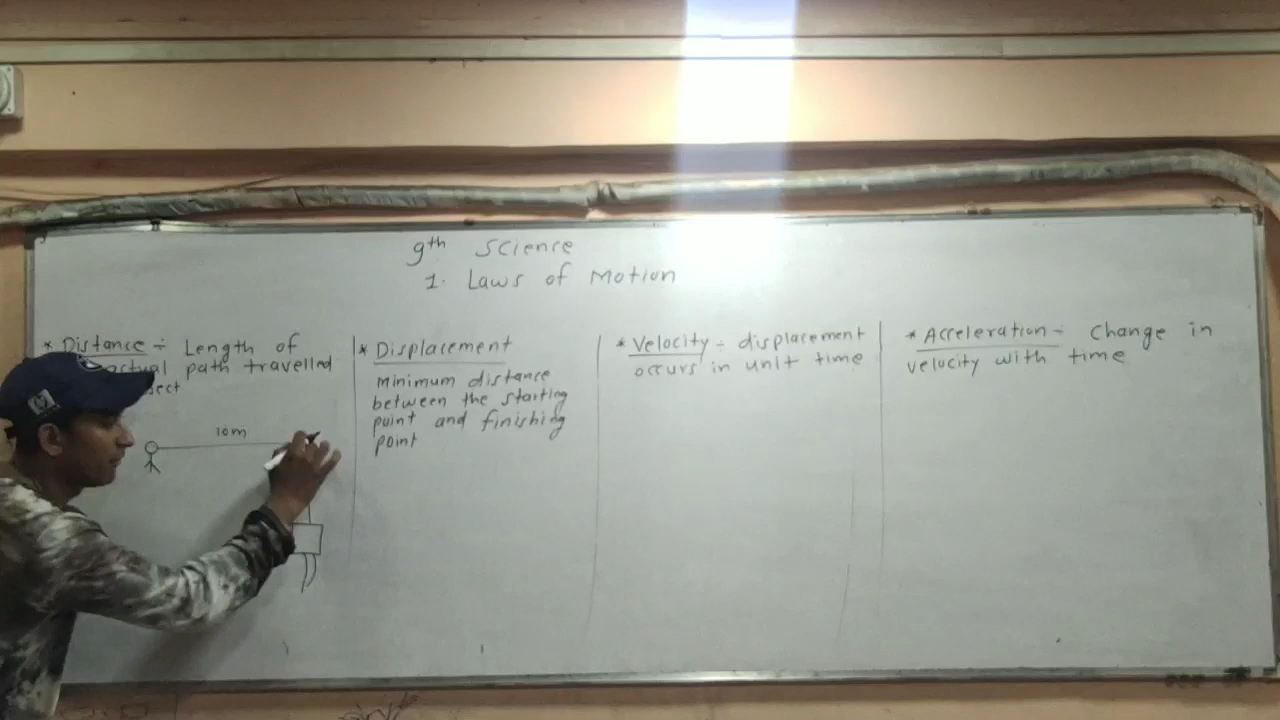 9th Science
1. Laws of Motion
* Distance ÷ Length of
actual path travelled
10m
* Displacement
Minimum distance
between the starting
point and finishing
point
* Velocity ÷ displacement
occurs in unit time
* Acceleration ÷ Change in
velocity with time
hp